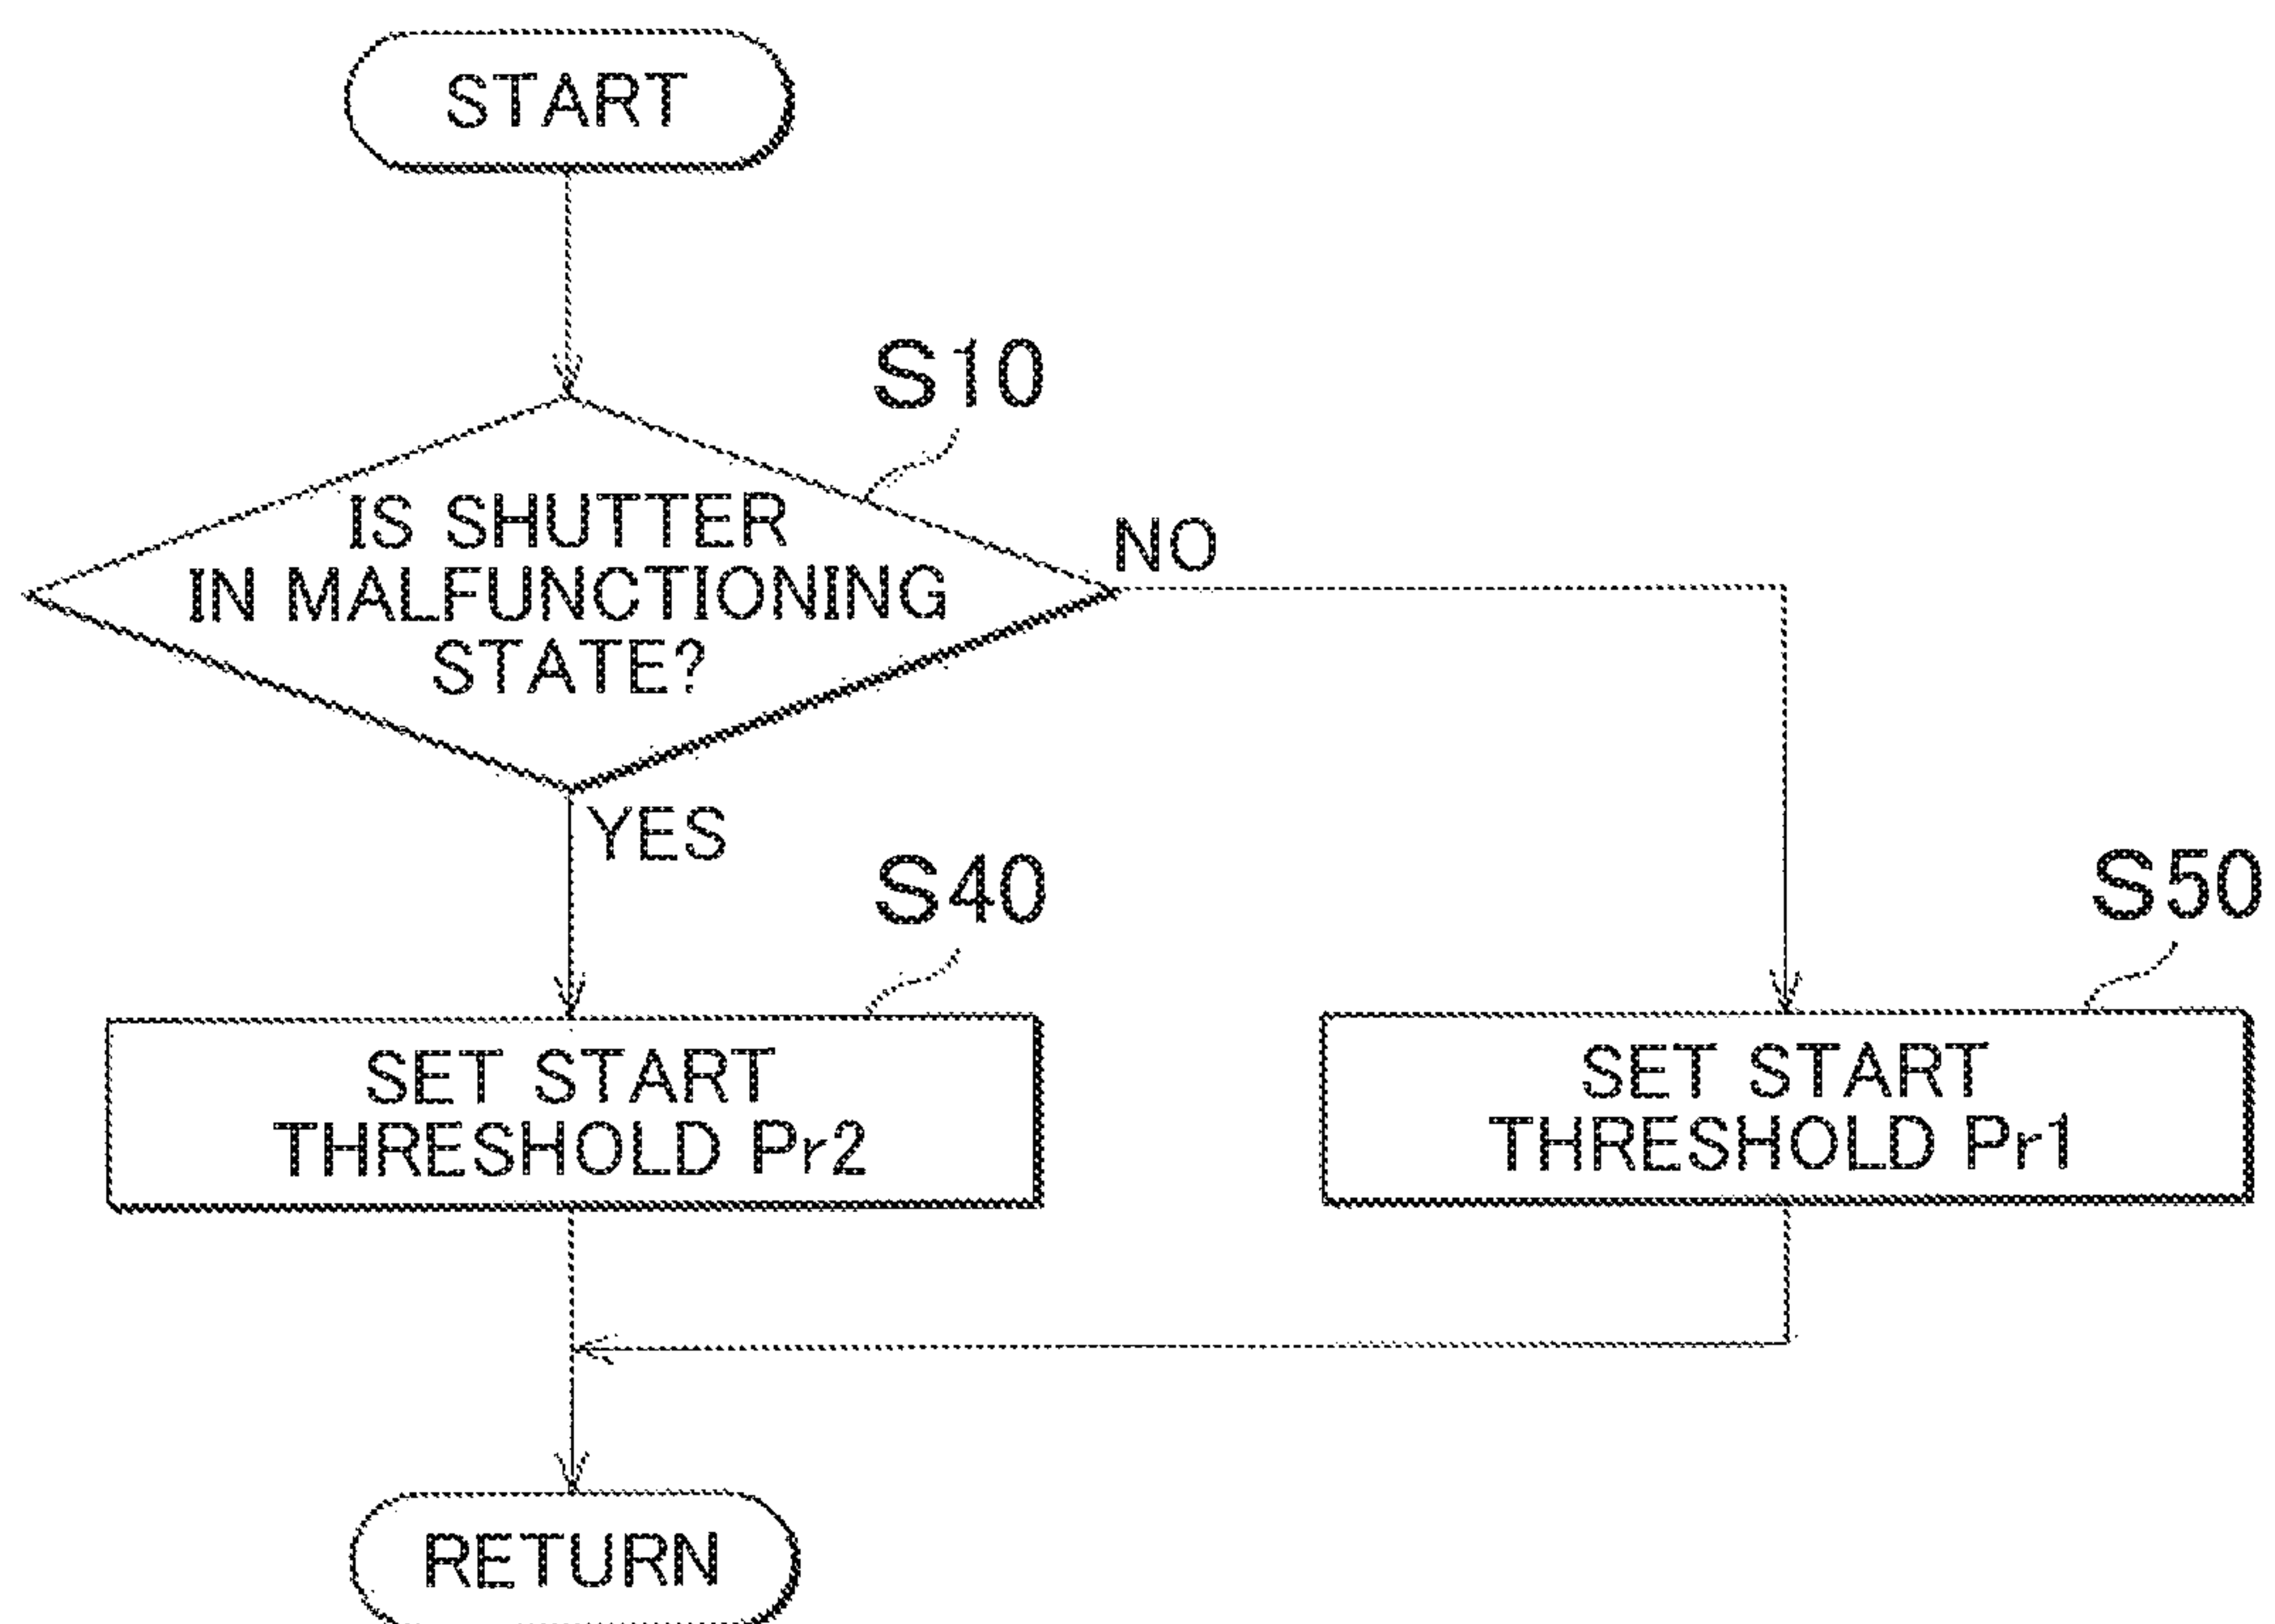 START
S10
IS SHUTTER
IN MALFUNCTIONING
STATE?
NO
YES
S40
SET START
THRESHOLD Pr2
S50
SET START
THRESHOLD Pr1
RETURN